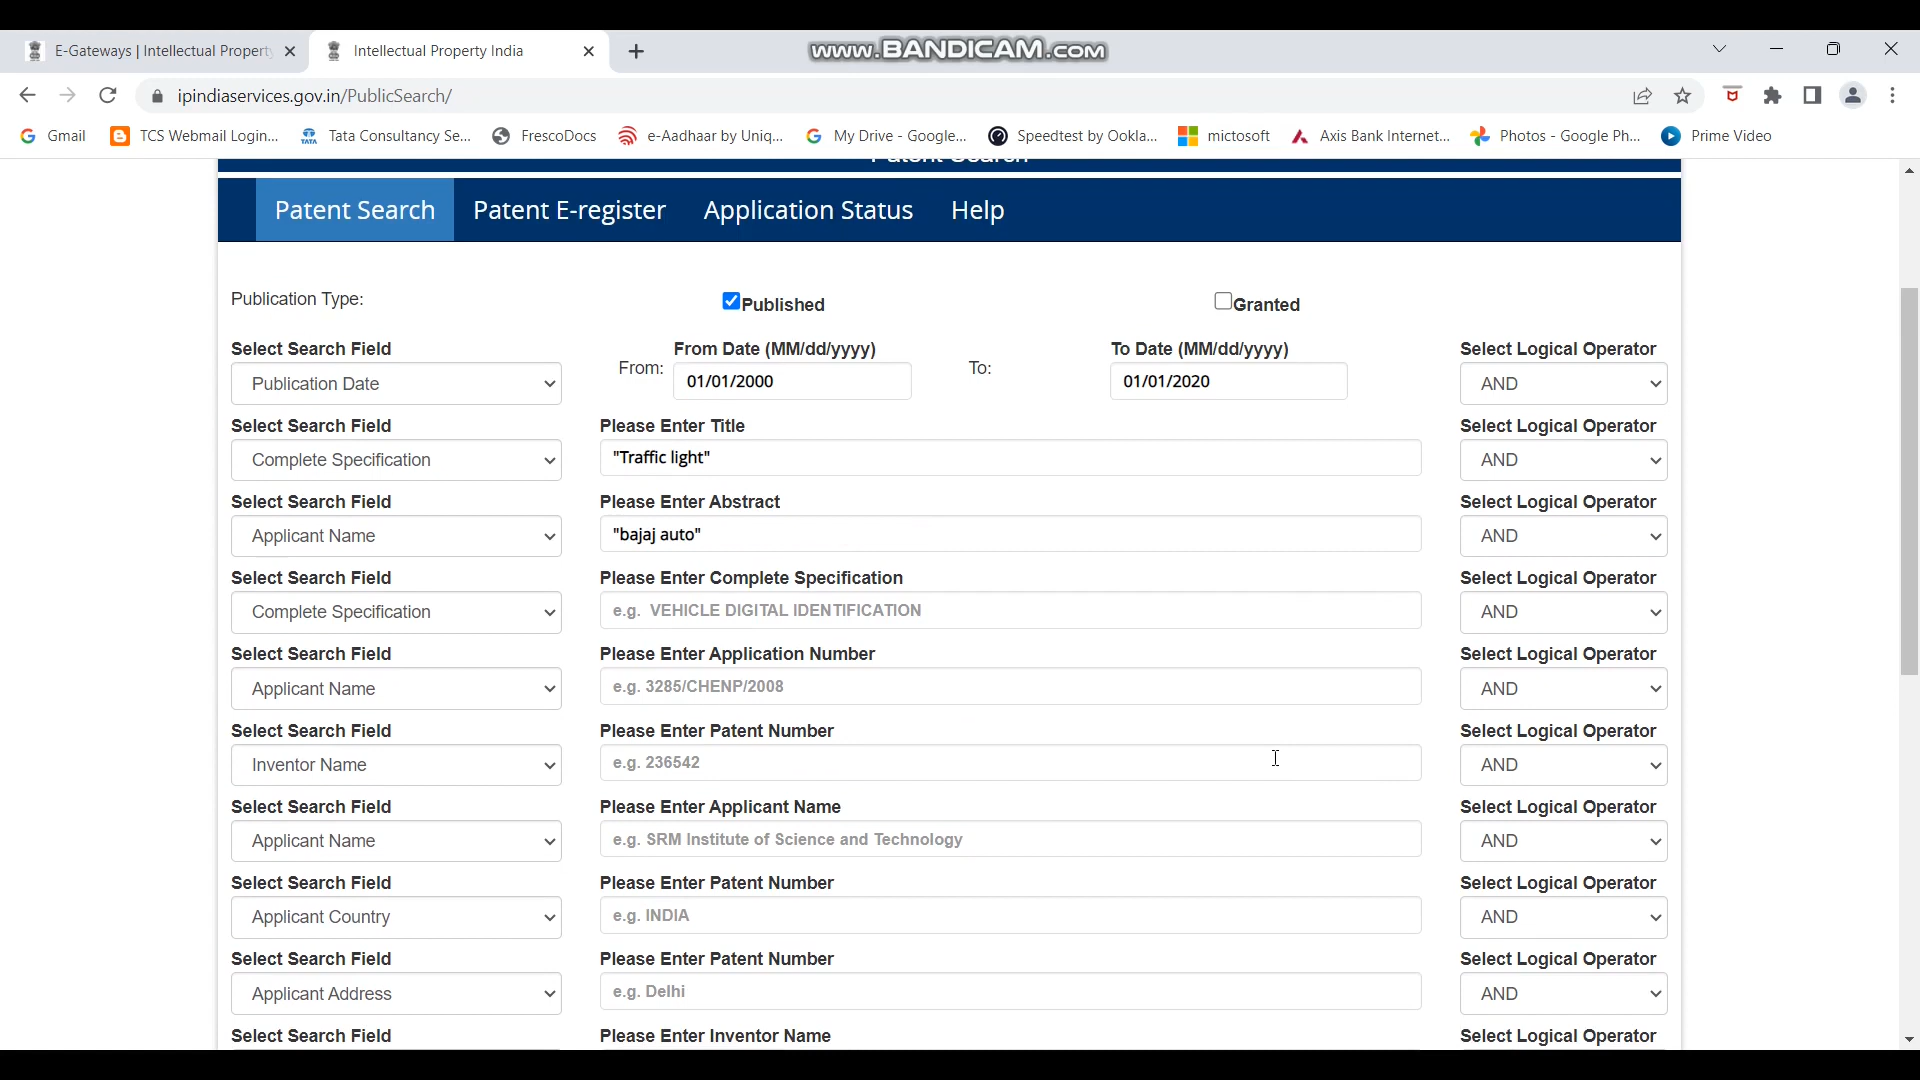 E-Gateways | Intellectual Property
Intellectual Property India
www.BANDICAM.com
ipindiaservices.gov.in/PublicSearch/
Gmail
TCS Webmail Login...
TATA
Tata Consultancy Se...
FrescoDocs
e-Aadhaar by Uniq...
My Drive - Google...
Speedtest by Ookla...
mictosoft
Axis Bank Internet...
Photos - Google Ph...
Prime Video
Patent Search
Patent Search
Patent E-register
Application Status
Help
Publication Type:
Published
Granted
Select Search Field
From Date (MM/dd/yyyy)
To Date (MM/dd/yyyy)
Select Logical Operator
Publication Date
From:
01/01/2000
To:
01/01/2020
AND
Select Search Field
Please Enter Title
Select Logical Operator
Complete Specification
"Traffic light"
AND
Select Search Field
Please Enter Abstract
Select Logical Operator
Applicant Name
"bajaj auto"
AND
Select Search Field
Please Enter Complete Specification
Select Logical Operator
Complete Specification
e.g. VEHICLE DIGITAL IDENTIFICATION
AND
Select Search Field
Please Enter Application Number
Select Logical Operator
Applicant Name
e.g. 3285/CHENP/2008
AND
Select Search Field
Please Enter Patent Number
Select Logical Operator
Inventor Name
e.g. 236542
AND
Select Search Field
Please Enter Applicant Name
Select Logical Operator
Applicant Name
e.g. SRM Institute of Science and Technology
AND
Select Search Field
Please Enter Patent Number
Select Logical Operator
Applicant Country
e.g. INDIA
AND
Select Search Field
Please Enter Patent Number
Select Logical Operator
Applicant Address
e.g. Delhi
AND
Select Search Field
Please Enter Inventor Name
Select Logical Operator